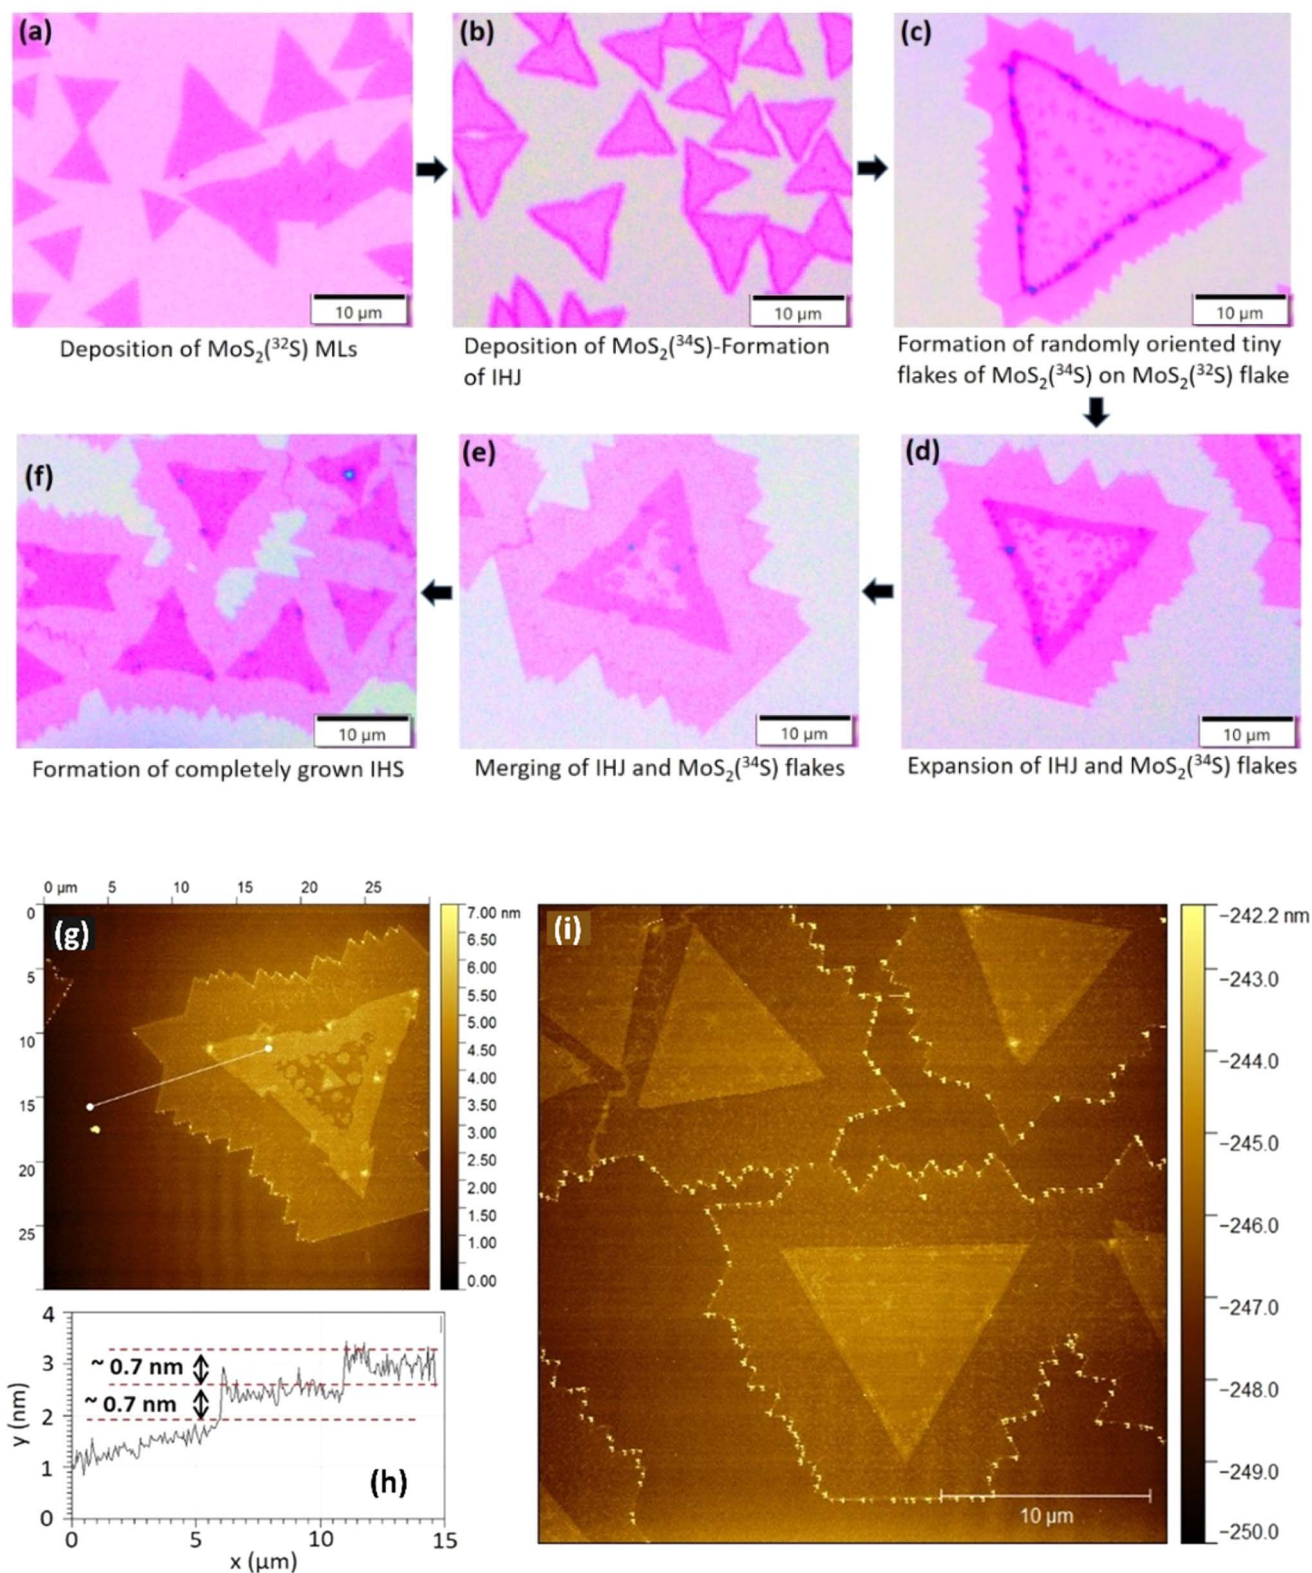 (a)
10 μm
Deposition of MoS₂(³²S) MLs
(b)
10 μm
Deposition of MoS₂(³⁴S)-Formation
of IHJ
(c)
10 μm
Formation of randomly oriented tiny
flakes of MoS₂(³⁴S) on MoS₂(³²S) flake
(f)
10 μm
Formation of completely grown IHS
(e)
10 μm
Merging of IHJ and MoS₂(³⁴S) flakes
(d)
10 μm
Expansion of IHJ and MoS₂(³⁴S) flakes
0 μm 5 10 15 20 25
(g)
0
5
10
15
20
25
7.00 nm
6.50
6.00
5.50
5.00
4.50
4.00
3.50
3.00
2.50
2.00
1.50
1.00
0.00
4
3
2
1
0
y (nm)
~ 0.7 nm
~ 0.7 nm
(h)
0 5 10 15
x (μm)
(i)
10 μm
−242.2 nm
−243.0
−244.0
−245.0
−246.0
−247.0
−248.0
−249.0
−250.0